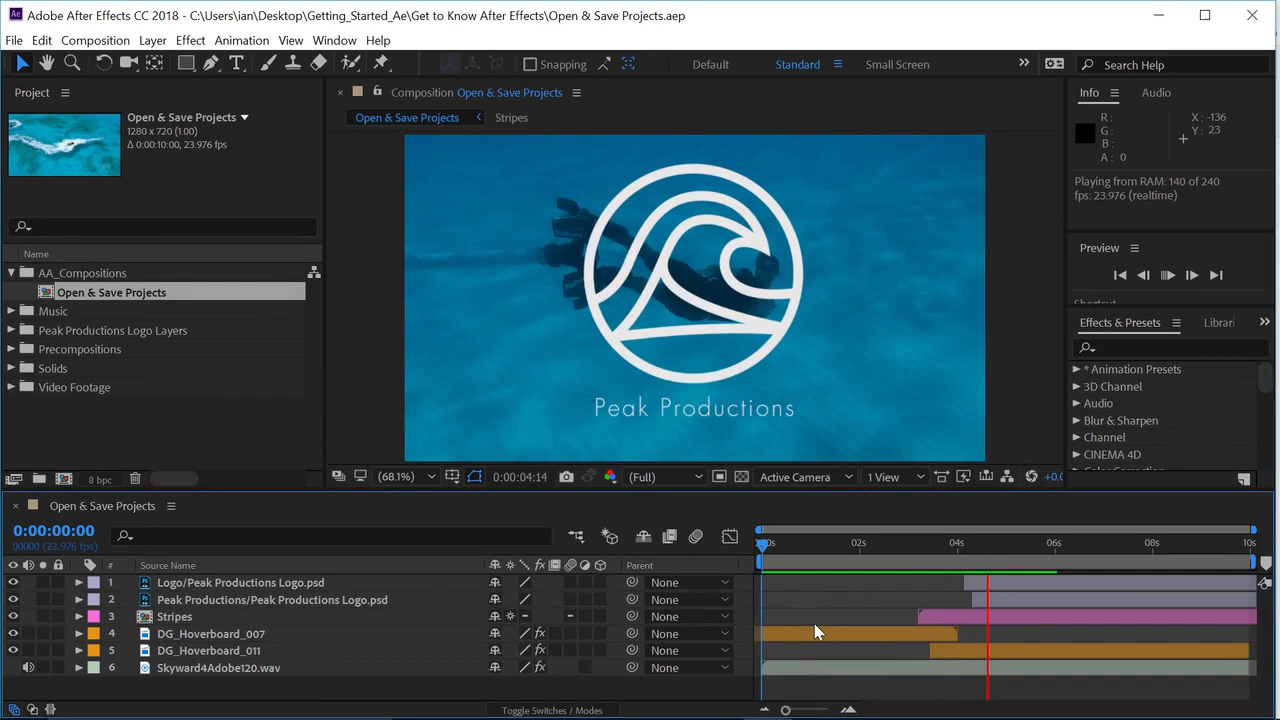 Adobe After Effects CC 2018 - C:\Users\ian\Desktop\Getting_Started_Ae\Get to Know After Effects\Open & Save Projects.aep
File Edit Composition Layer Effect Animation View Window Help
Snapping Default Standard Small Screen Search Help
Project
Open & Save Projects
1280 x 720 (1.00)
Δ 0:00:10:00, 23.976 fps
Name
AA_Compositions
Open & Save Projects
Music
Peak Productions Logo Layers
Precompositions
Solids
Video Footage
8 bpc
Composition Open & Save Projects
Open & Save Projects Stripes
Peak Productions
(68.1%) 0:00:04:14 (Full) Active Camera 1 View +0.0
Info Audio
R: X: -136
G: Y: 23
B:
A: 0
Playing from RAM: 140 of 240
fps: 23.976 (realtime)
Preview
Shortcut
Effects & Presets Librari
* Animation Presets
3D Channel
Audio
Blur & Sharpen
Channel
CINEMA 4D
Color Correction
Open & Save Projects
0:00:00:00
00000 (23.976 fps)
02s 04s 06s 08s 10s
# Source Name Parent
1 Logo/Peak Productions Logo.psd None
2 Peak Productions/Peak Productions Logo.psd None
3 Stripes None
4 DG_Hoverboard_007 None
5 DG_Hoverboard_011 None
6 Skyward4Adobe120.wav None
Toggle Switches / Modes